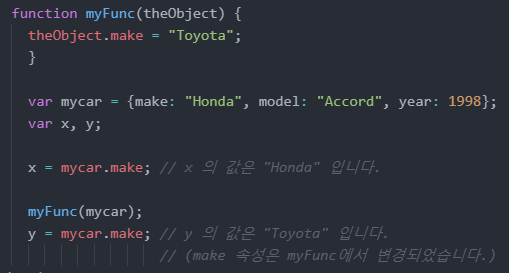 function myFunc(theObject) {
  theObject.make = "Toyota";
  }

  var mycar = {make: "Honda", model: "Accord", year: 1998};
  var x, y;

  x = mycar.make; // x 의 값은 "Honda" 입니다.

  myFunc(mycar);
  y = mycar.make; // y 의 값은 "Toyota" 입니다.
                  // (make 속성은 myFunc에서 변경되었습니다.)